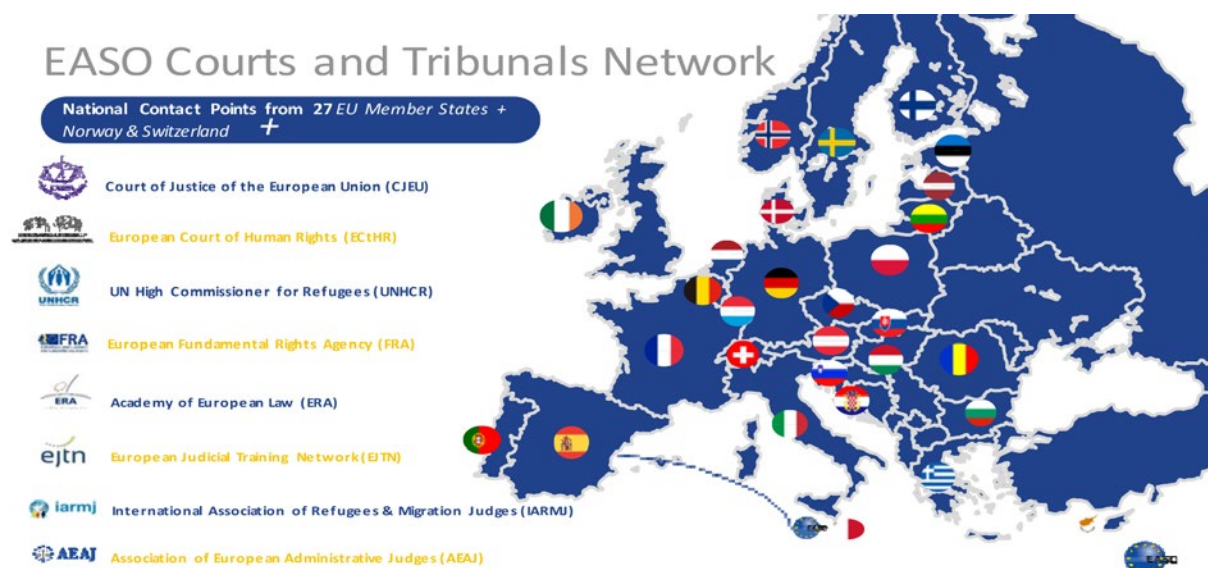 EASO Courts and Tribunals Network
National Contact Points from 27 EU Member States +
Norway & Switzerland +
Court of Justice of the European Union (CJEU)
European Court of Human Rights (ECtHR)
UNHCR
UN High Commissioner for Refugees (UNHCR)
FRA
European Fundamental Rights Agency (FRA)
ERA
Academy of European Law (ERA)
ejtn
European Judicial Training Network (EJTN)
iarmj
International Association of Refugees & Migration Judges (IARMJ)
AEAJ
Association of European Administrative Judges (AEAJ)
EASO